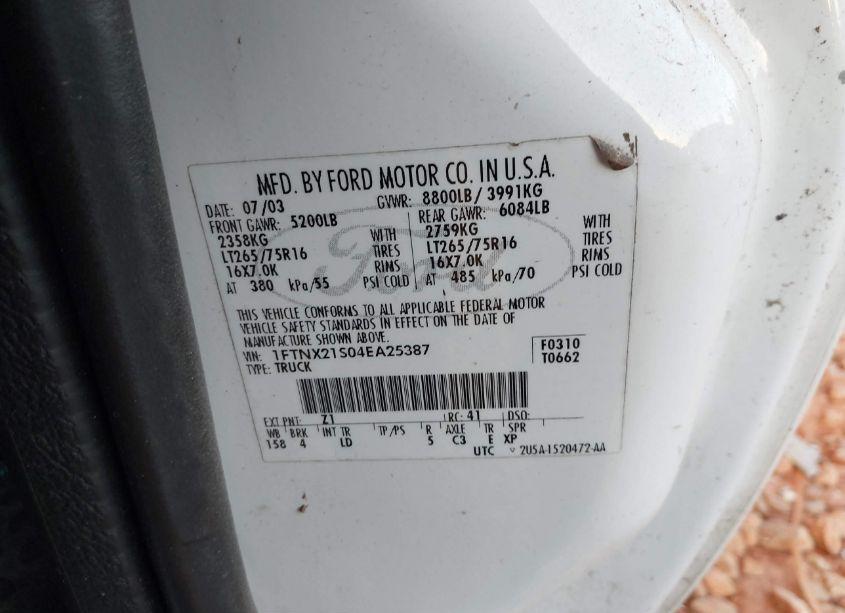 MFD. BY FORD MOTOR CO. IN U.S.A.
DATE: 07/03 GVWR: 8800LB/ 3991KG
FRONT GAWR: 5200LB REAR GAWR: 6084LB
2358KG WITH 2759KG WITH
LT265/75R16 TIRES LT265/75R16 TIRES
16X7.0K RIMS 16X7.0K RIMS
AT 380 kPa/55 PSI COLD AT 485 kPa/70 PSI COLD
Ford
THIS VEHICLE CONFORMS TO ALL APPLICABLE FEDERAL MOTOR
VEHICLE SAFETY STANDARDS IN EFFECT ON THE DATE OF
MANUFACTURE SHOWN ABOVE.
VIN: 1FTNX21S04EA25387 F0310
TYPE: TRUCK T0662
EXT PNT: Z1 RC: 41 DSO:
WB BRK INT TR TP/PS R AXLE TR SPR
158 4 LD 5 C3 E XP
UTC 2U5A-1520472-AA